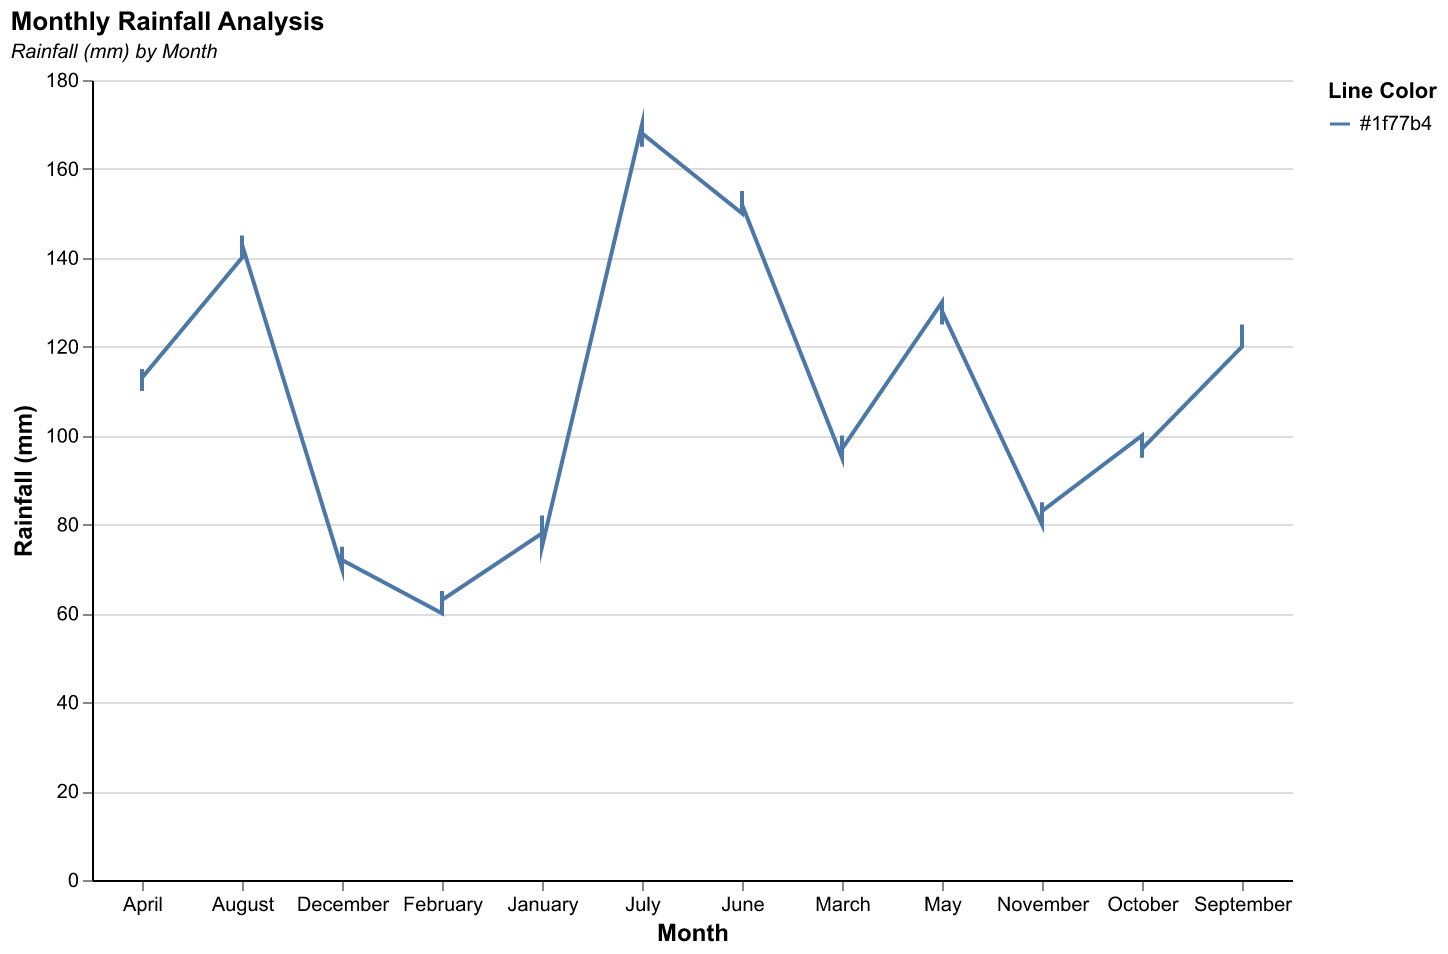 Monthly Rainfall Analysis
Rainfall (mm) by Month
180
160
140
120
100
80
60
40
20
0
Rainfall (mm)
April August December February January July June March May November October September
Month
Line Color
#1f77b4